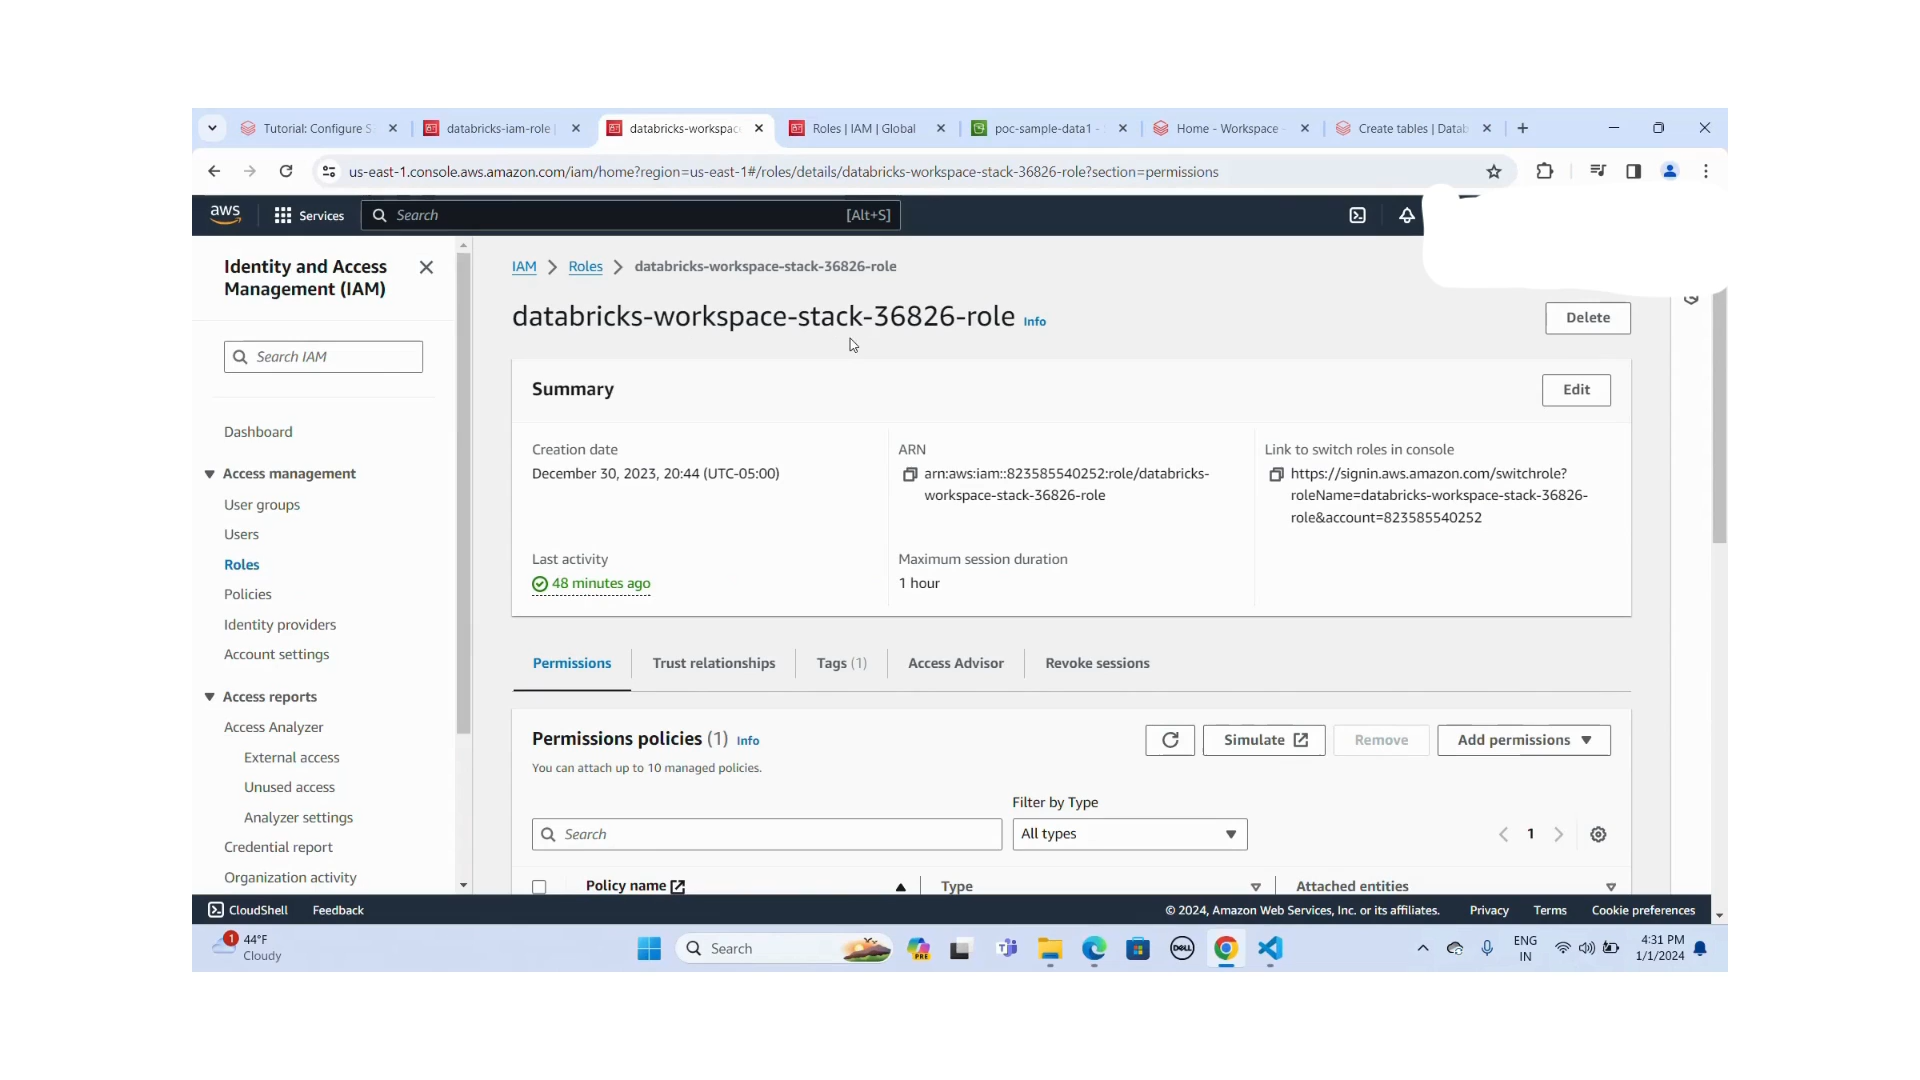 Tutorial: Configure S
databricks-iam-role
databricks-workspac
Roles | IAM | Global
poc-sample-data1 -
Home - Workspace
Create tables | Datab
us-east-1.console.aws.amazon.com/iam/home?region=us-east-1#/roles/details/databricks-workspace-stack-36826-role?section=permissions
aws
Services
Search
[Alt+S]
Identity and Access
Management (IAM)
Search IAM
Dashboard
Access management
User groups
Users
Roles
Policies
Identity providers
Account settings
Access reports
Access Analyzer
External access
Unused access
Analyzer settings
Credential report
Organization activity
IAM > Roles > databricks-workspace-stack-36826-role
databricks-workspace-stack-36826-role Info
Delete
Summary
Edit
Creation date
December 30, 2023, 20:44 (UTC-05:00)
ARN
arn:aws:iam::823585540252:role/databricks-
workspace-stack-36826-role
Link to switch roles in console
https://signin.aws.amazon.com/switchrole?
roleName=databricks-workspace-stack-36826-
role&account=823585540252
Last activity
48 minutes ago
Maximum session duration
1 hour
Permissions
Trust relationships
Tags (1)
Access Advisor
Revoke sessions
Permissions policies (1) Info
You can attach up to 10 managed policies.
Simulate
Remove
Add permissions
Filter by Type
Search
All types
1
Policy name
Type
Attached entities
CloudShell
Feedback
© 2024, Amazon Web Services, Inc. or its affiliates.
Privacy
Terms
Cookie preferences
1
44°F
Cloudy
Search
PRE
DELL
ENG
IN
4:31 PM
1/1/2024